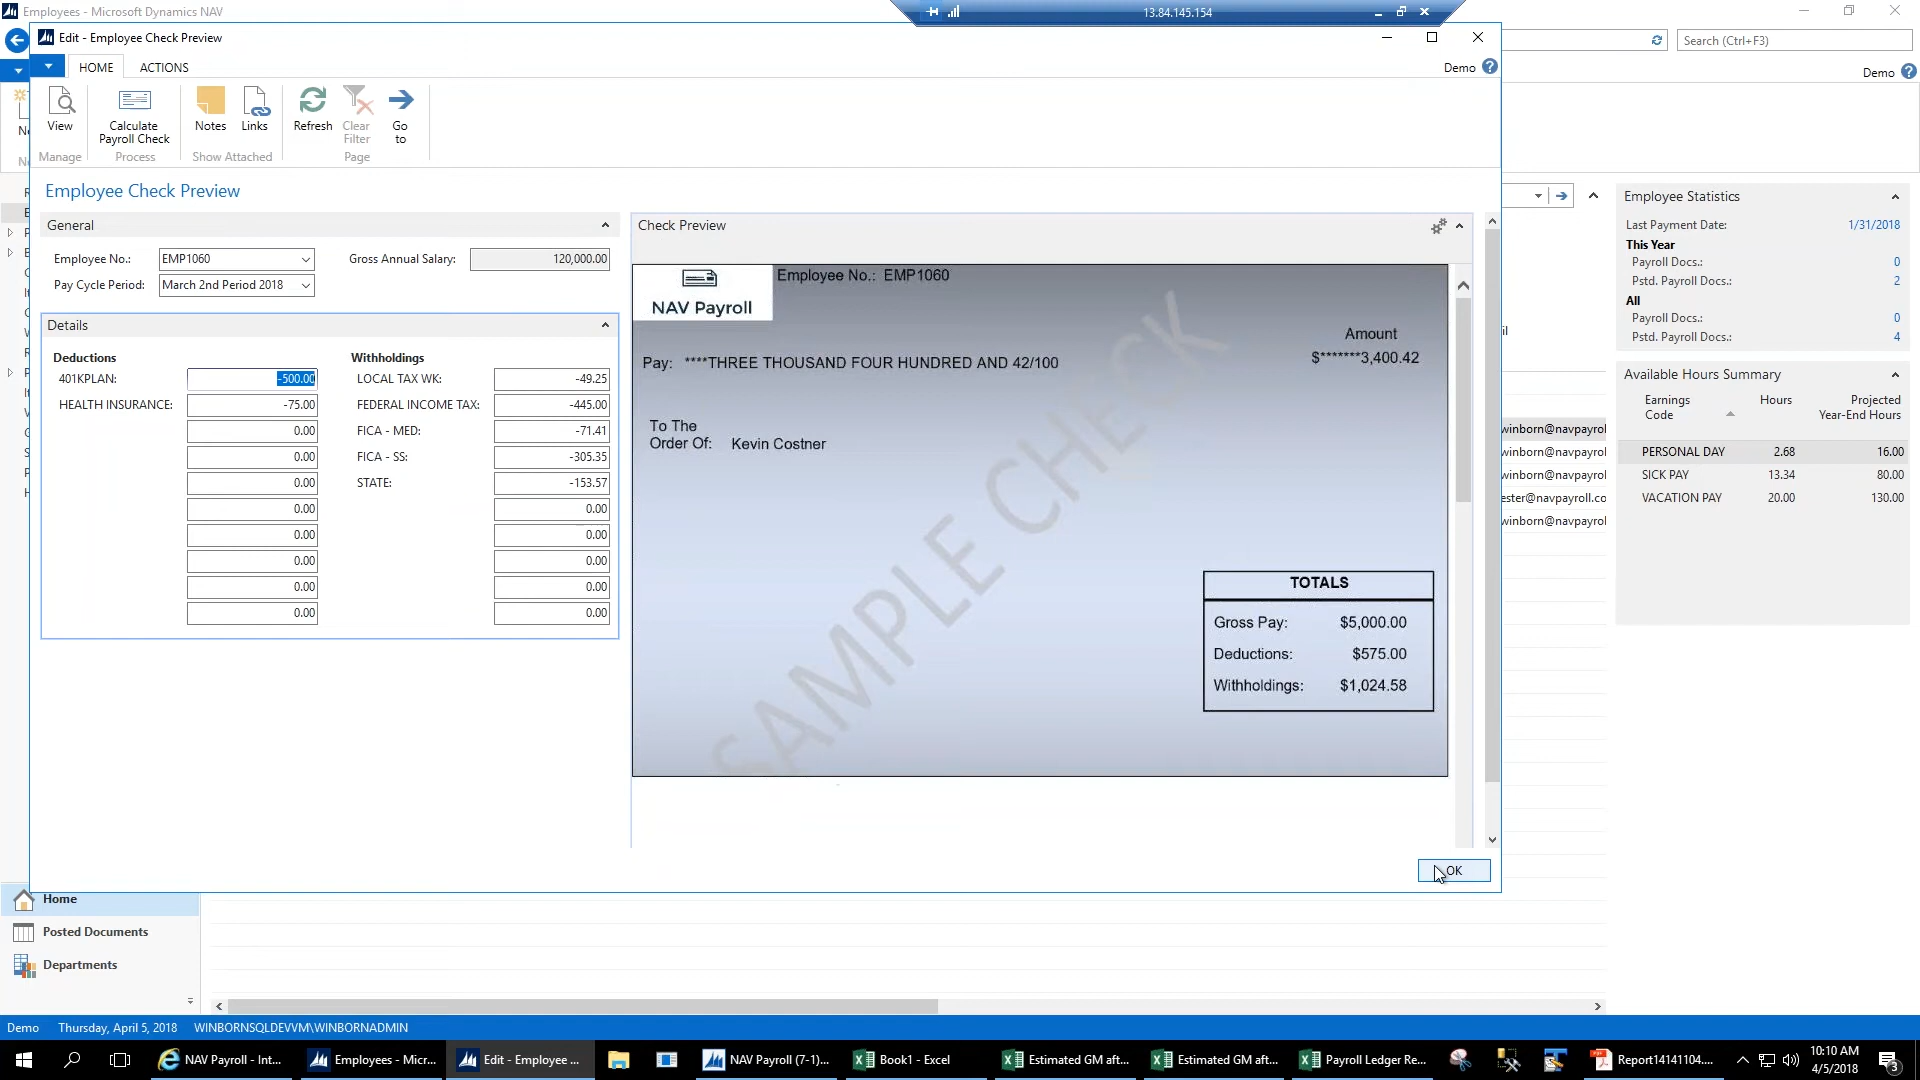 Employees - Microsoft Dynamics NAV
13.84.145.154
Edit - Employee Check Preview
Search (Ctrl+F3)
HOME
ACTIONS
Demo
Demo
View
Calculate
Payroll Check
Notes
Links
Refresh
Clear
Filter
Go
to
Manage
Process
Show Attached
Page
Employee Check Preview
General
Employee No.:
EMP1060
Gross Annual Salary:
120,000.00
Pay Cycle Period:
March 2nd Period 2018
Details
Deductions
Withholdings
401KPLAN:
-500.00
LOCAL TAX WK:
-49.25
HEALTH INSURANCE:
-75.00
FEDERAL INCOME TAX:
-445.00
0.00
FICA - MED:
-71.41
0.00
FICA - SS:
-305.35
0.00
STATE:
-153.57
0.00
0.00
0.00
0.00
0.00
0.00
0.00
0.00
0.00
0.00
Check Preview
NAV Payroll
Employee No.: EMP1060
Amount
Pay: ****THREE THOUSAND FOUR HUNDRED AND 42/100
$*******3,400.42
To The
Order Of: Kevin Costner
SAMPLE CHECK
TOTALS
Gross Pay: $5,000.00
Deductions: $575.00
Withholdings: $1,024.58
OK
Employee Statistics
Last Payment Date: 1/31/2018
This Year
Payroll Docs.: 0
Pstd. Payroll Docs.: 2
All
Payroll Docs.: 0
Pstd. Payroll Docs.: 4
Available Hours Summary
Earnings
Code
Hours
Projected
Year-End Hours
PERSONAL DAY 2.68 16.00
SICK PAY 13.34 80.00
VACATION PAY 20.00 130.00
winborn@navpayrol
winborn@navpayrol
winborn@navpayrol
ester@navpayroll.co
winborn@navpayrol
Home
Posted Documents
Departments
Demo
Thursday, April 5, 2018
WINBORNSQLDEVVM\WINBORNADMIN
NAV Payroll - Int...
Employees - Micr...
Edit - Employee ...
NAV Payroll (7-1)...
Book1 - Excel
Estimated GM aft...
Estimated GM aft...
Payroll Ledger Re...
Report14141104....
10:10 AM
4/5/2018
3